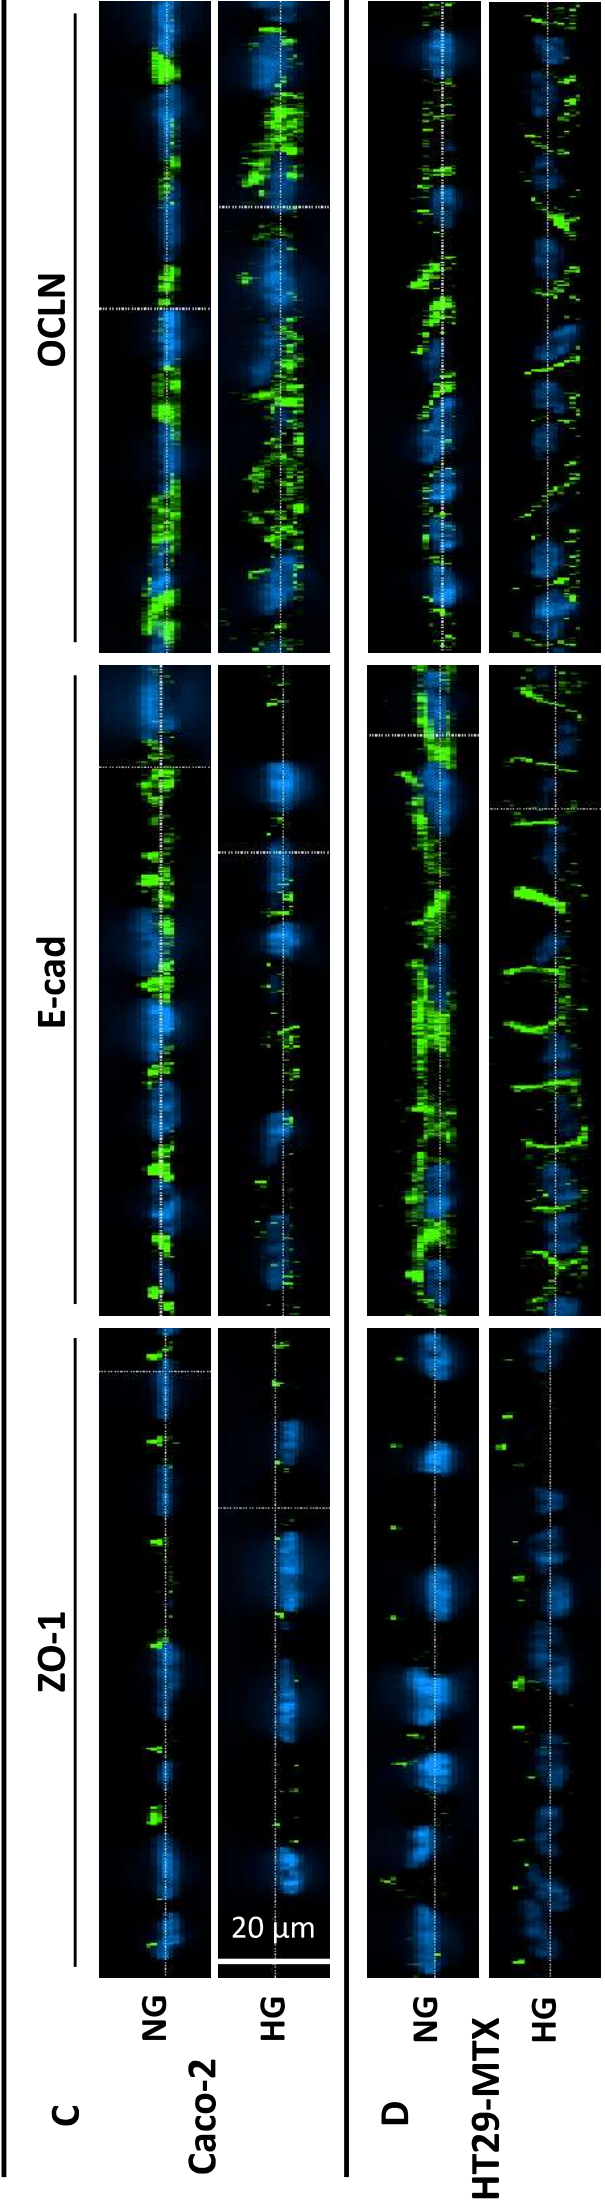 C
ZO-1
E-cad
OCLN
Caco-2
NG
HG
20 µm
D
HT29-MTX
NG
HG